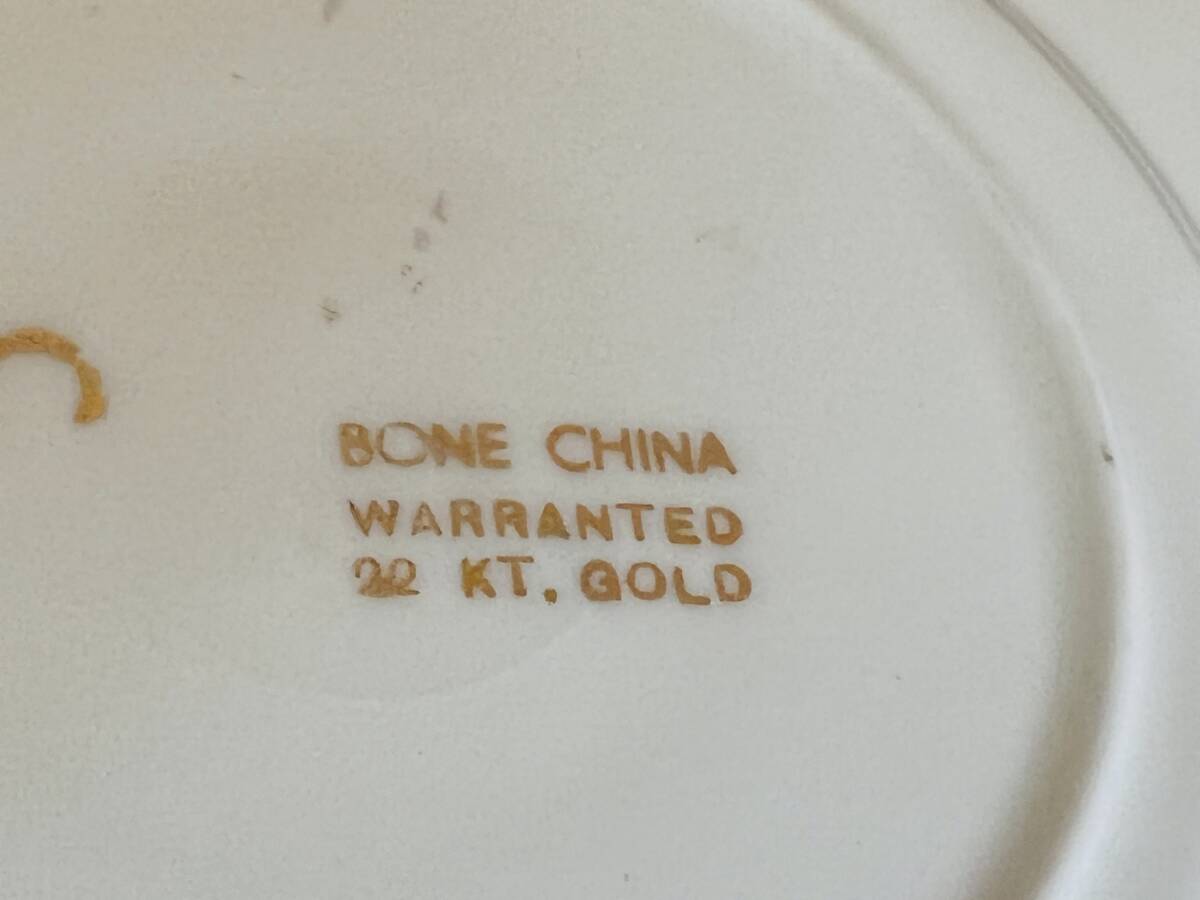 BONE CHINA
WARRANTED
22 KT. GOLD